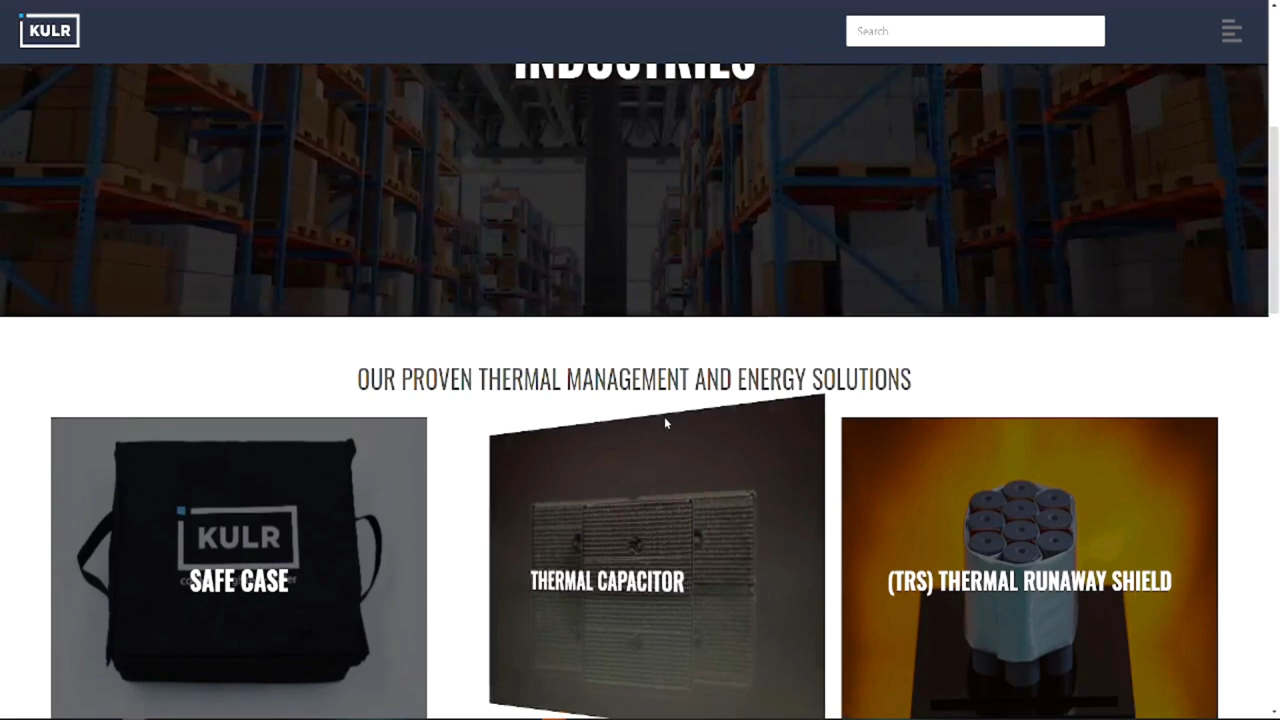 KULR
Search
INDUSTRIES
OUR PROVEN THERMAL MANAGEMENT AND ENERGY SOLUTIONS
KULR
SAFE CASE
THERMAL CAPACITOR
(TRS) THERMAL RUNAWAY SHIELD